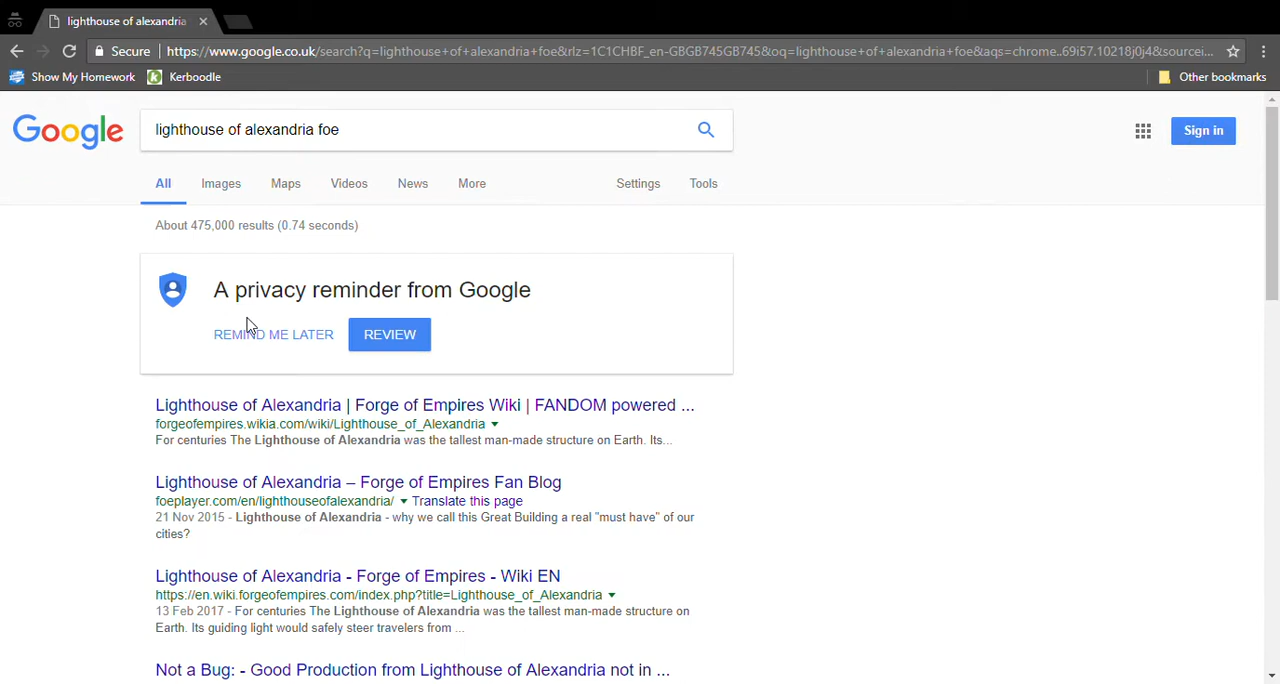 lighthouse of alexandria
Secure https://www.google.co.uk/search?q=lighthouse+of+alexandria+foe&rlz=1C1CHBF_en-GBGB745GB745&oq=lighthouse+of+alexandria+foe&aqs=chrome..69i57.10218j0j4&sourcei...
Show My Homework Kerboodle Other bookmarks
Google lighthouse of alexandria foe Sign in
All Images Maps Videos News More Settings Tools
About 475,000 results (0.74 seconds)
A privacy reminder from Google
REMIND ME LATER REVIEW
Lighthouse of Alexandria | Forge of Empires Wiki | FANDOM powered ...
forgeofempires.wikia.com/wiki/Lighthouse_of_Alexandria
For centuries The Lighthouse of Alexandria was the tallest man-made structure on Earth. Its...
Lighthouse of Alexandria – Forge of Empires Fan Blog
foeplayer.com/en/lighthouseofalexandria/ Translate this page
21 Nov 2015 - Lighthouse of Alexandria - why we call this Great Building a real "must have" of our
cities?
Lighthouse of Alexandria - Forge of Empires - Wiki EN
https://en.wiki.forgeofempires.com/index.php?title=Lighthouse_of_Alexandria
13 Feb 2017 - For centuries The Lighthouse of Alexandria was the tallest man-made structure on
Earth. Its guiding light would safely steer travelers from ...
Not a Bug: - Good Production from Lighthouse of Alexandria not in ...